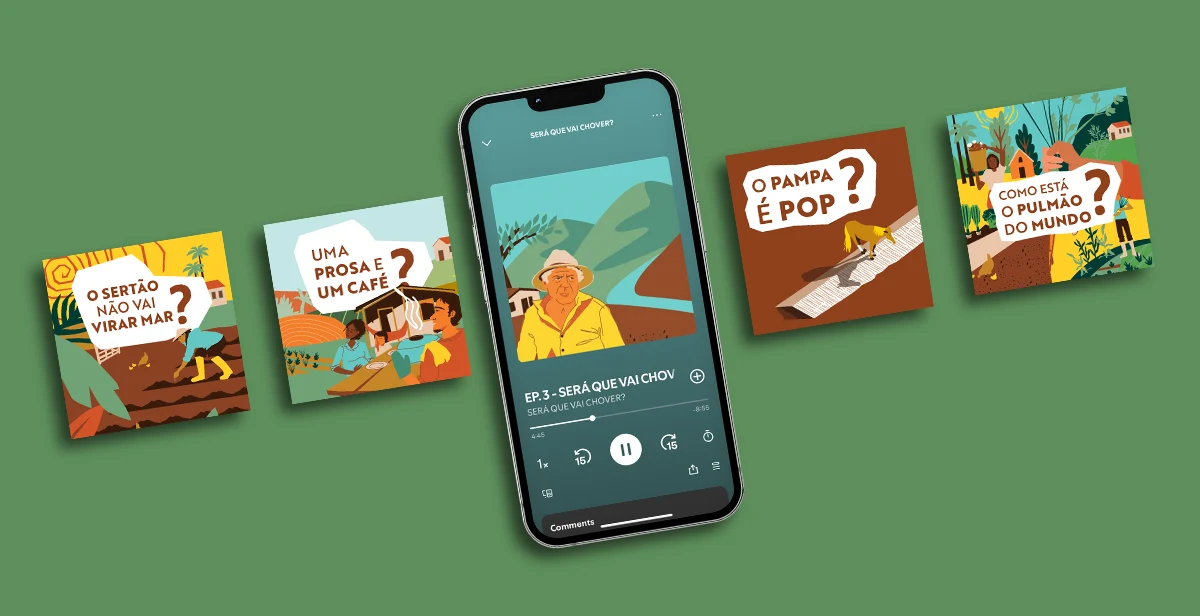 O SERTÃO
NÃO VAI
VIRAR MAR?
UMA
PROSA E
UM CAFÉ?
SERÁ QUE VAI CHOVER?
EP.3 - SERÁ QUE VAI CHOV
SERÁ QUE VAI CHOVER?
4:45
-8:55
1x
15
15
Comments
O PAMPA
É POP?
COMO ESTÁ
O PULMÃO
DO MUNDO?